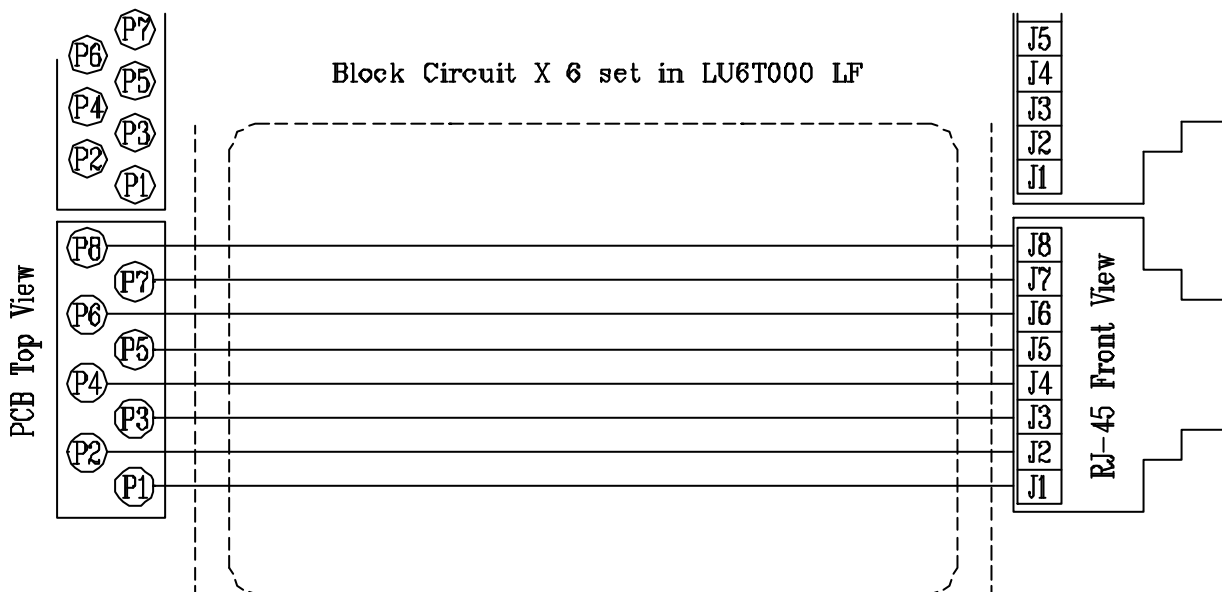 P7
P6
P5
P4
P3
P2
P1
Block Circuit X 6 set in LU6T000 LF
J5
J4
J3
J2
J1
PCB Top View
P8
P7
P6
P5
P4
P3
P2
P1
J8
J7
J6
J5
J4
J3
J2
J1
RJ-45 Front View